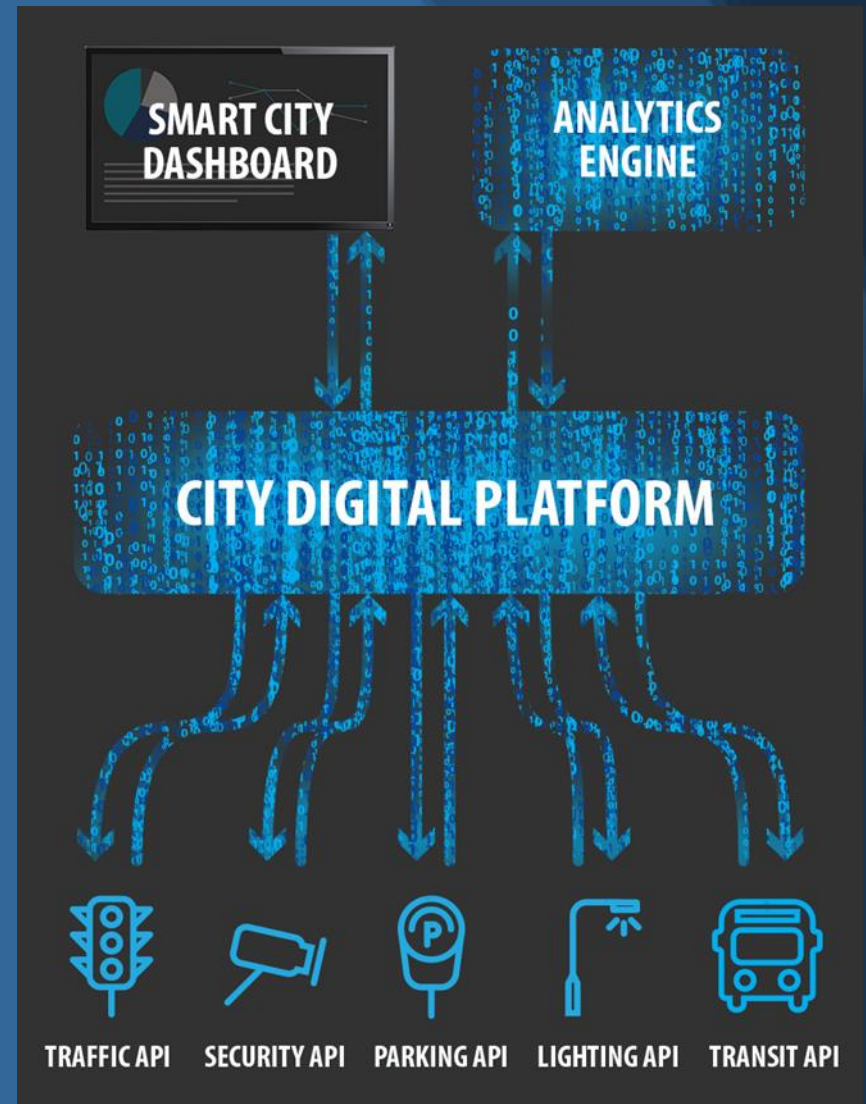 SMART CITY
DASHBOARD
ANALYTICS
ENGINE
CITY DIGITAL PLATFORM
P
TRAFFIC API
SECURITY API
PARKING API
LIGHTING API
TRANSIT API